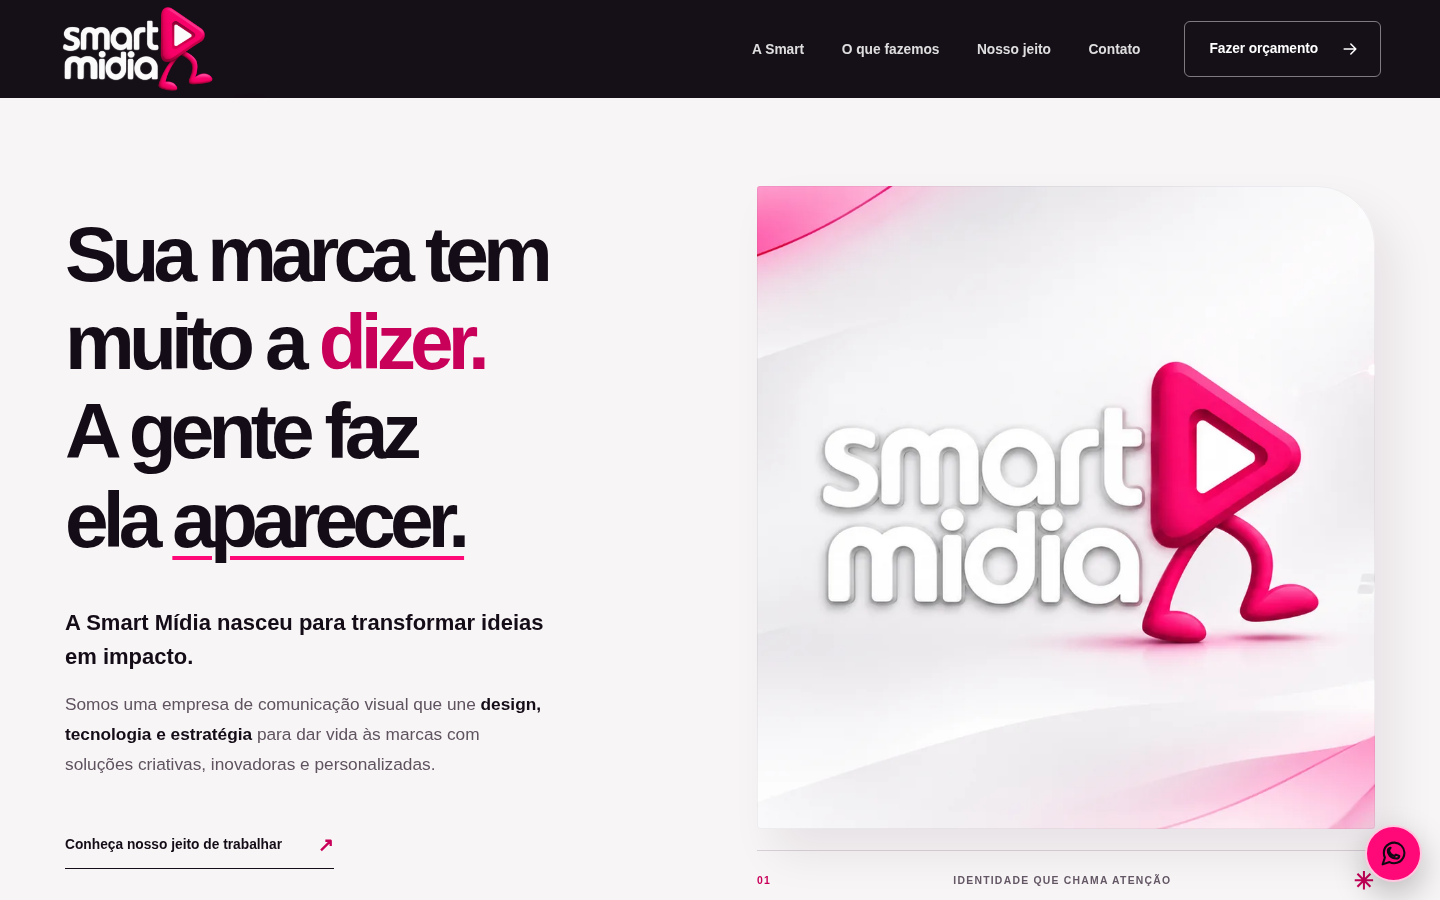 smart
midia
A Smart
O que fazemos
Nosso jeito
Contato
Fazer orçamento
Sua marca tem
muito a dizer.
A gente faz
ela aparecer.
A Smart Mídia nasceu para transformar ideias
em impacto.
Somos uma empresa de comunicação visual que une design,
tecnologia e estratégia para dar vida às marcas com
soluções criativas, inovadoras e personalizadas.
Conheça nosso jeito de trabalhar
smart
midia
01
IDENTIDADE QUE CHAMA ATENÇÃO